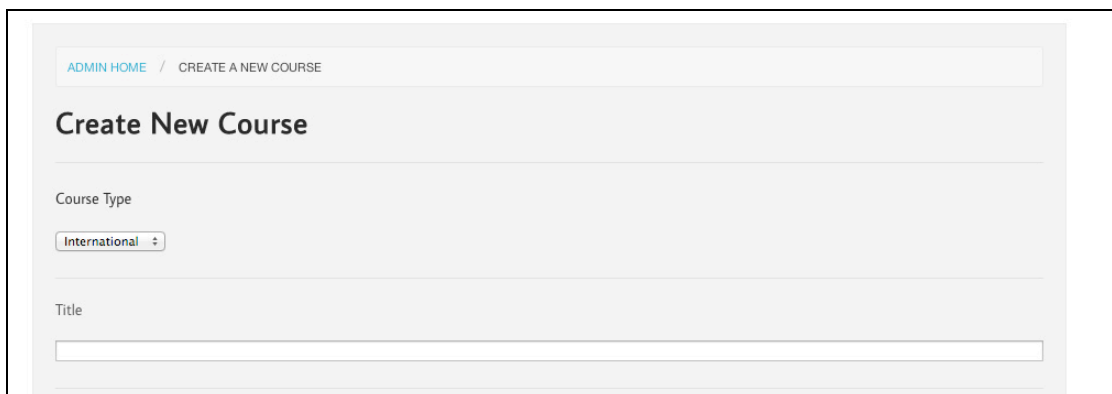 ADMIN HOME / CREATE A NEW COURSE
Create New Course
Course Type
International
Title